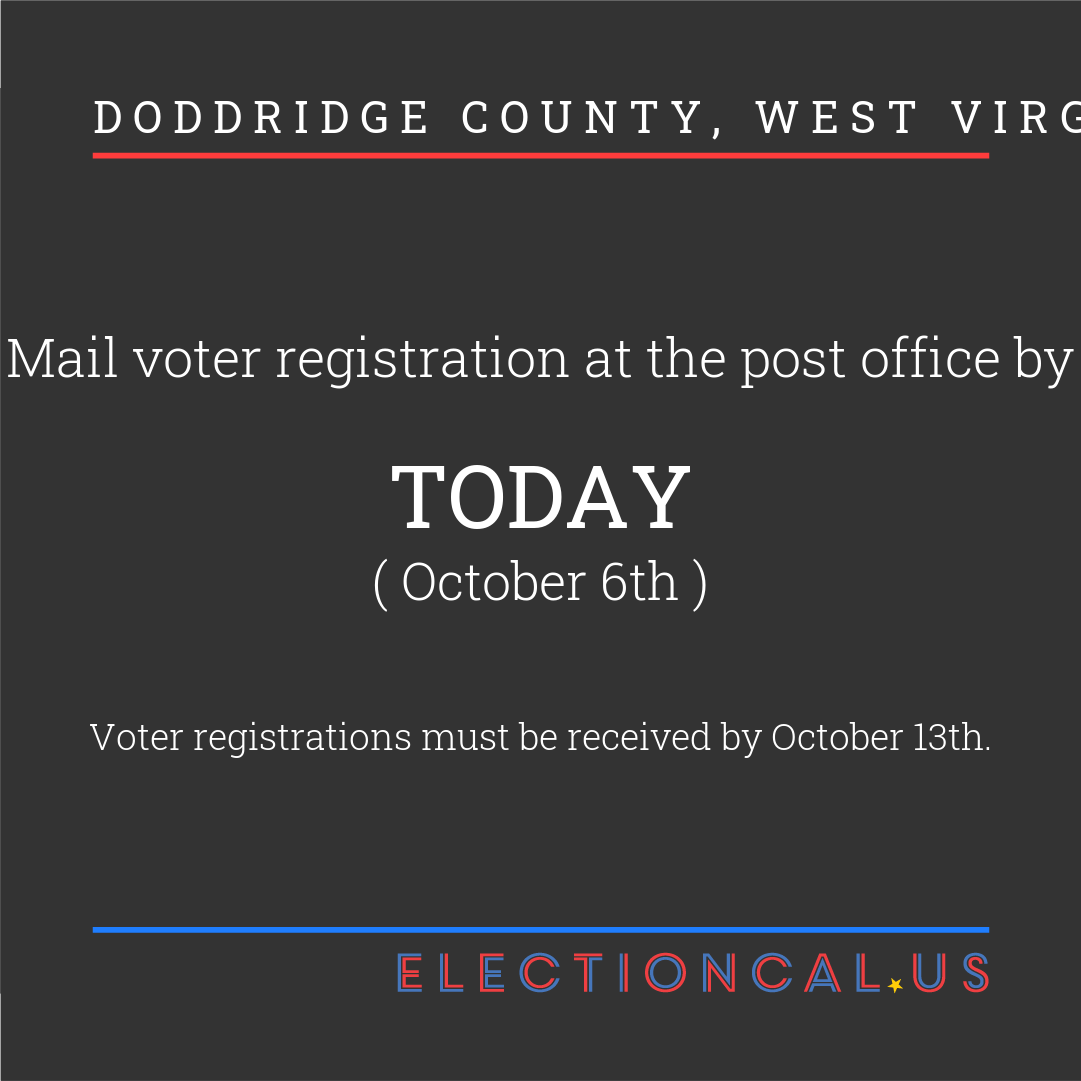 DODDRIDGE COUNTY, WEST VIRG
Mail voter registration at the post office by
TODAY
( October 6th )
Voter registrations must be received by October 13th.
ELECTIONCAL.US